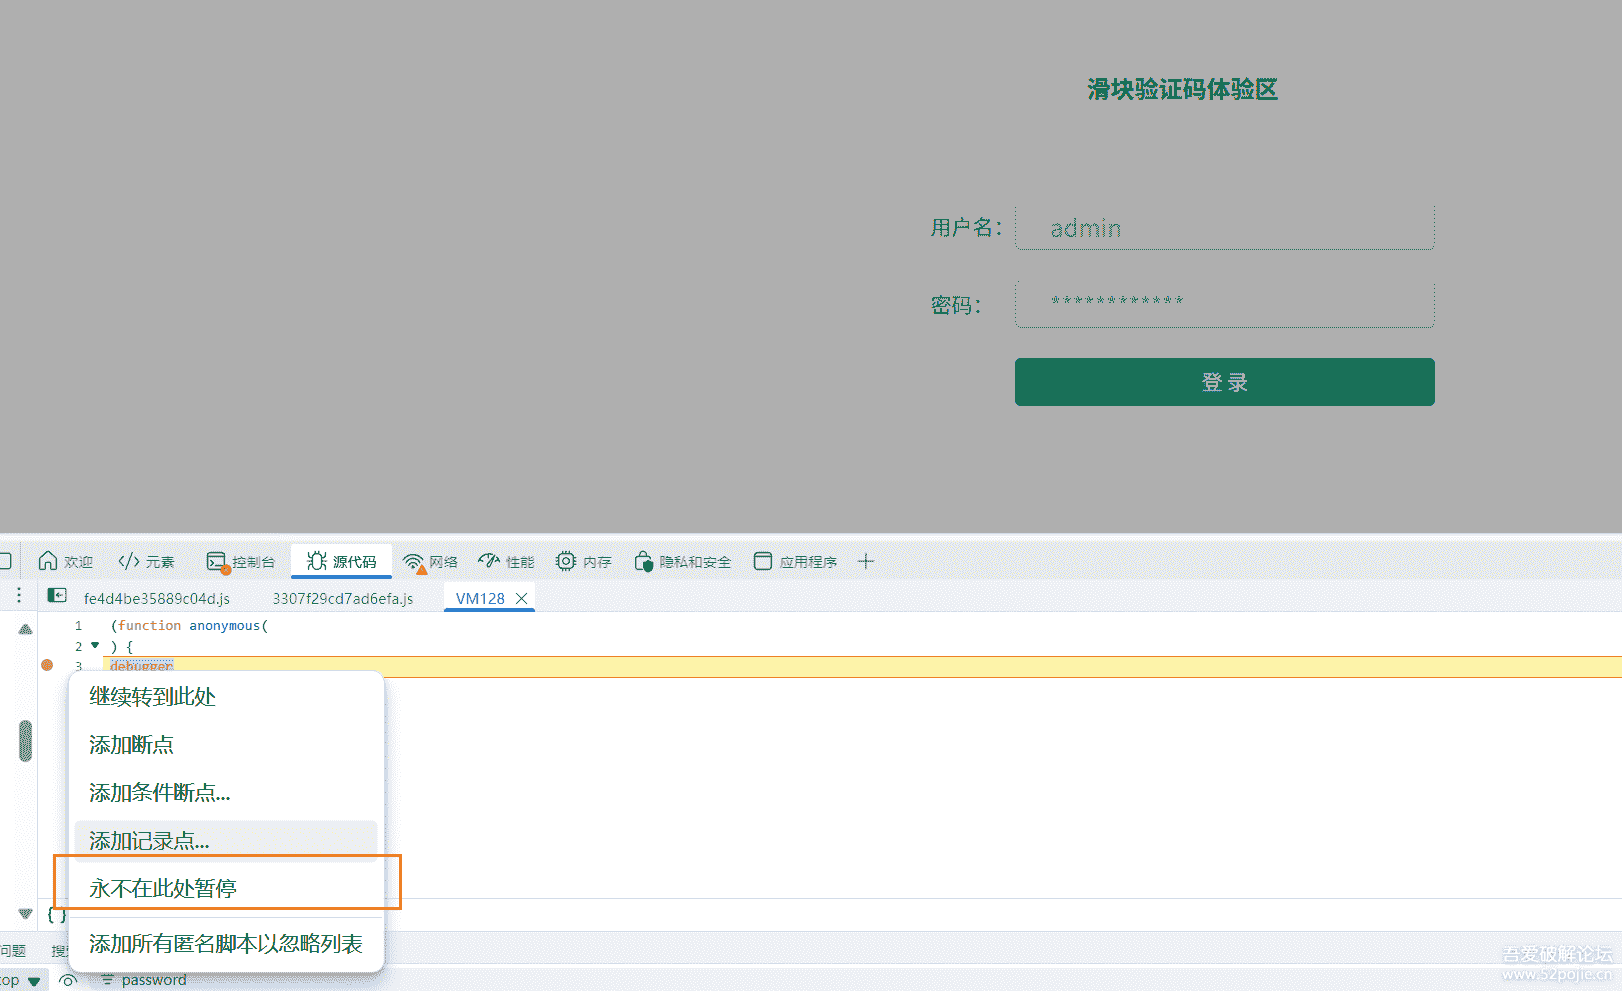 滑块验证码体验区
用户名：
admin
密码：
************
登 录
欢迎 元素 控制台 源代码 网络 性能 内存 隐私和安全 应用程序
fe4d4be35889c04d.js 3307f29cd7ad6efa.js VM128
1 (function anonymous(
2 ) {
3 debugger
继续转到此处
添加断点
添加条件断点...
添加记录点...
永不在此处暂停
{}
添加所有匿名脚本以忽略列表
问题
top password
吾爱破解论坛
www.52pojie.cn